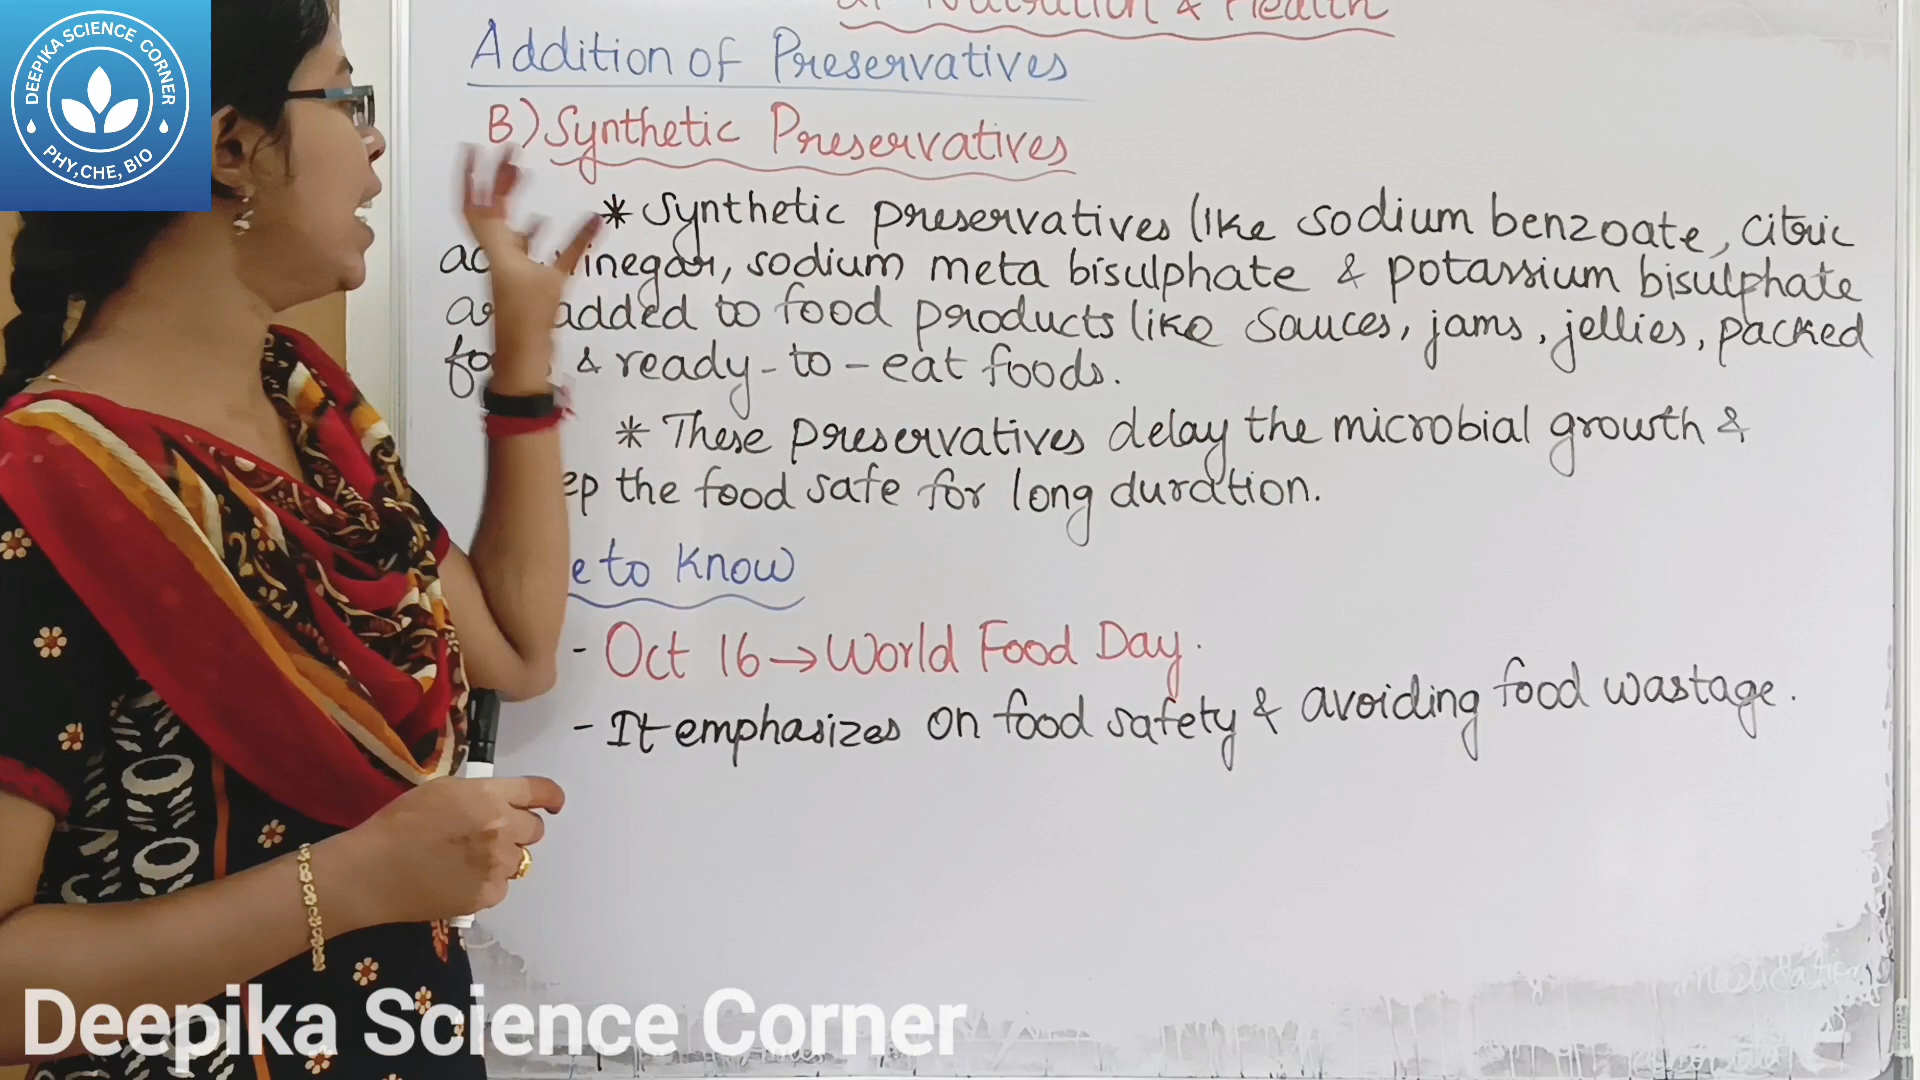 DEEPIKA SCIENCE CORNER
PHY,CHE, BIO
Nutrition & Health
Addition of Preservatives
B) Synthetic Preservatives
* Synthetic preservatives like sodium benzoate, citric
vinegar, sodium meta bisulphate & potassium bisulphate
added to food products like sauces, jams, jellies, packed
& ready-to-eat foods.
* These preservatives delay the microbial growth &
ep the food safe for long duration.
e to know
- Oct 16 → World Food Day.
- It emphasizes on food safety & avoiding food wastage.
Deepika Science Corner